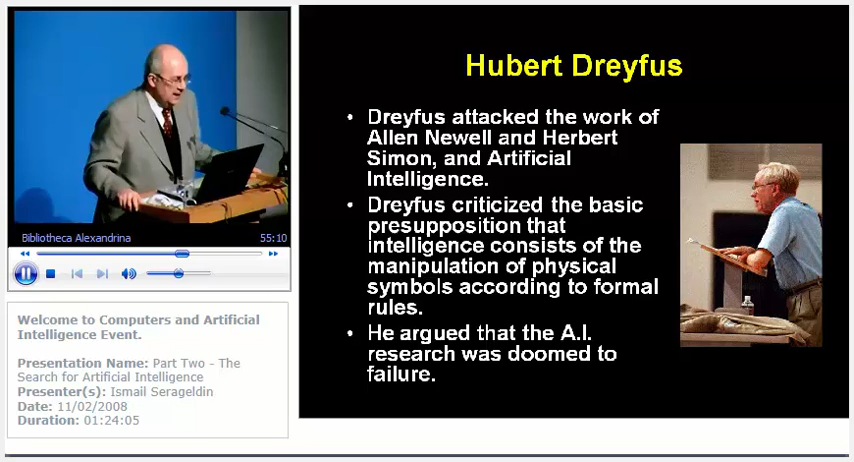 Bibliotheca Alexandrina 55:10
Welcome to Computers and Artificial
Intelligence Event.
Presentation Name: Part Two - The
Search for Artificial Intelligence
Presenter(s): Ismail Serageldin
Date: 11/02/2008
Duration: 01:24:05
Hubert Dreyfus
• Dreyfus attacked the work of
Allen Newell and Herbert
Simon, and Artificial
Intelligence.
• Dreyfus criticized the basic
presupposition that
intelligence consists of the
manipulation of physical
symbols according to formal
rules.
• He argued that the A.I.
research was doomed to
failure.